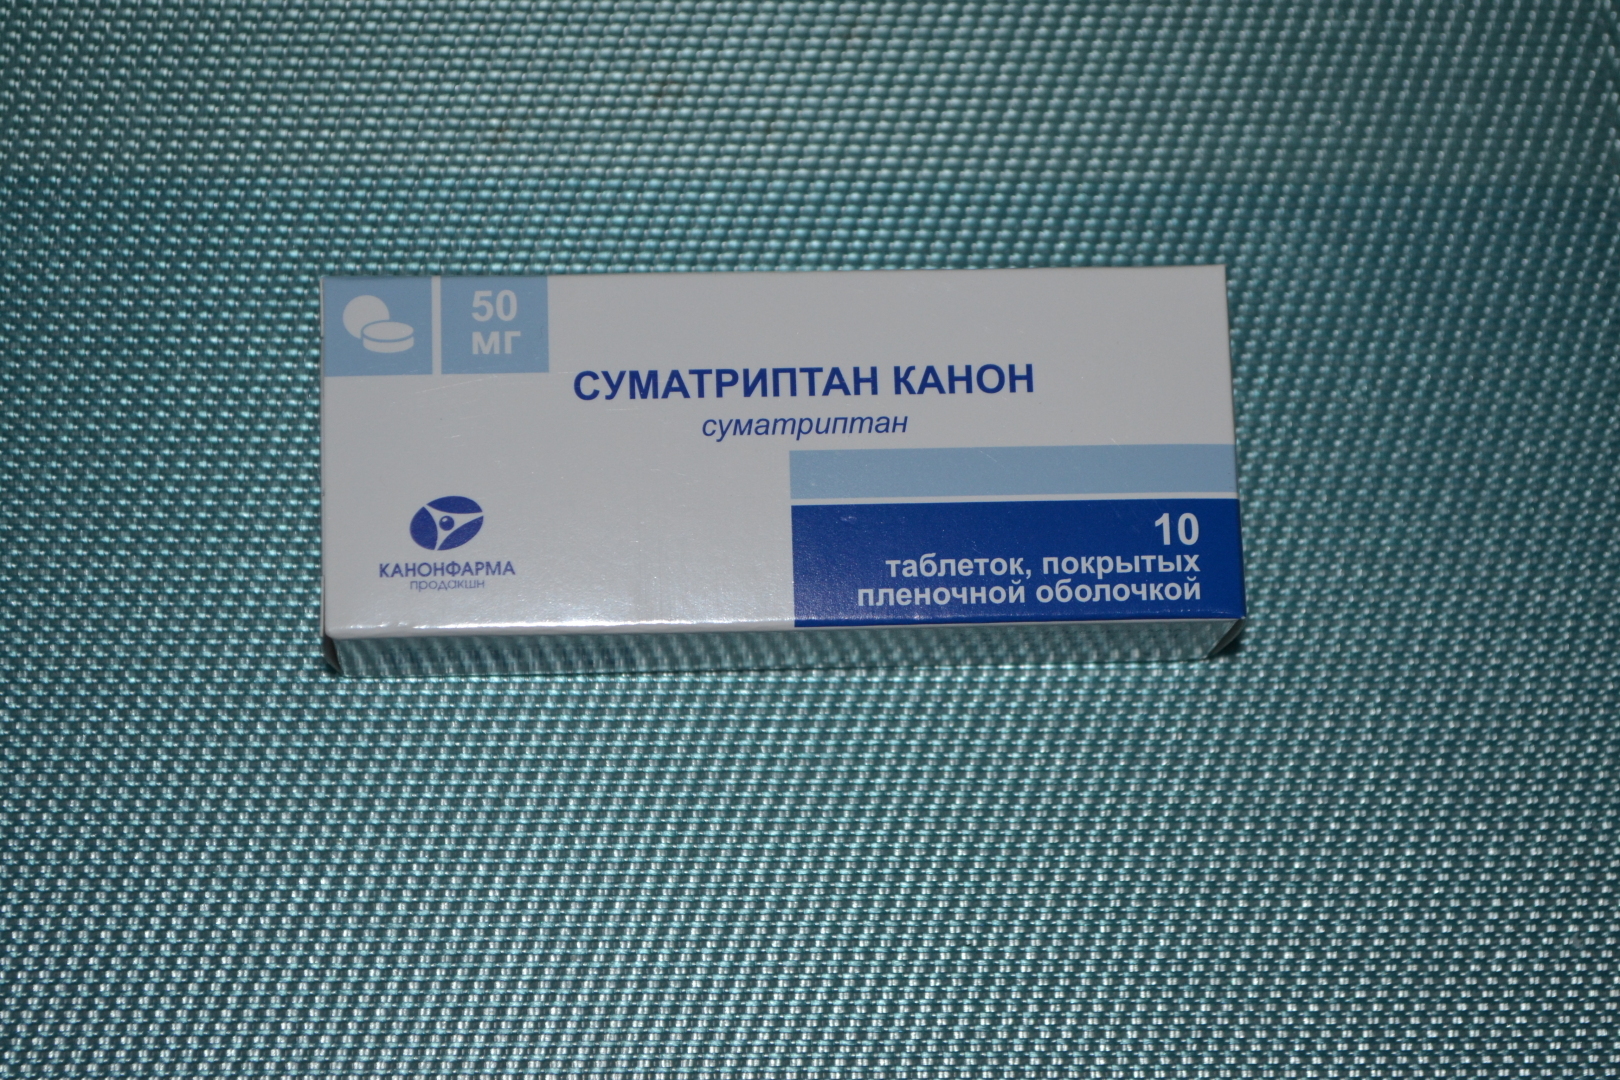 50
мг
СУМАТРИПТАН КАНОН
суматриптан
10
таблеток, покрытых
пленочной оболочкой
КАНОНФАРМА
продакшн